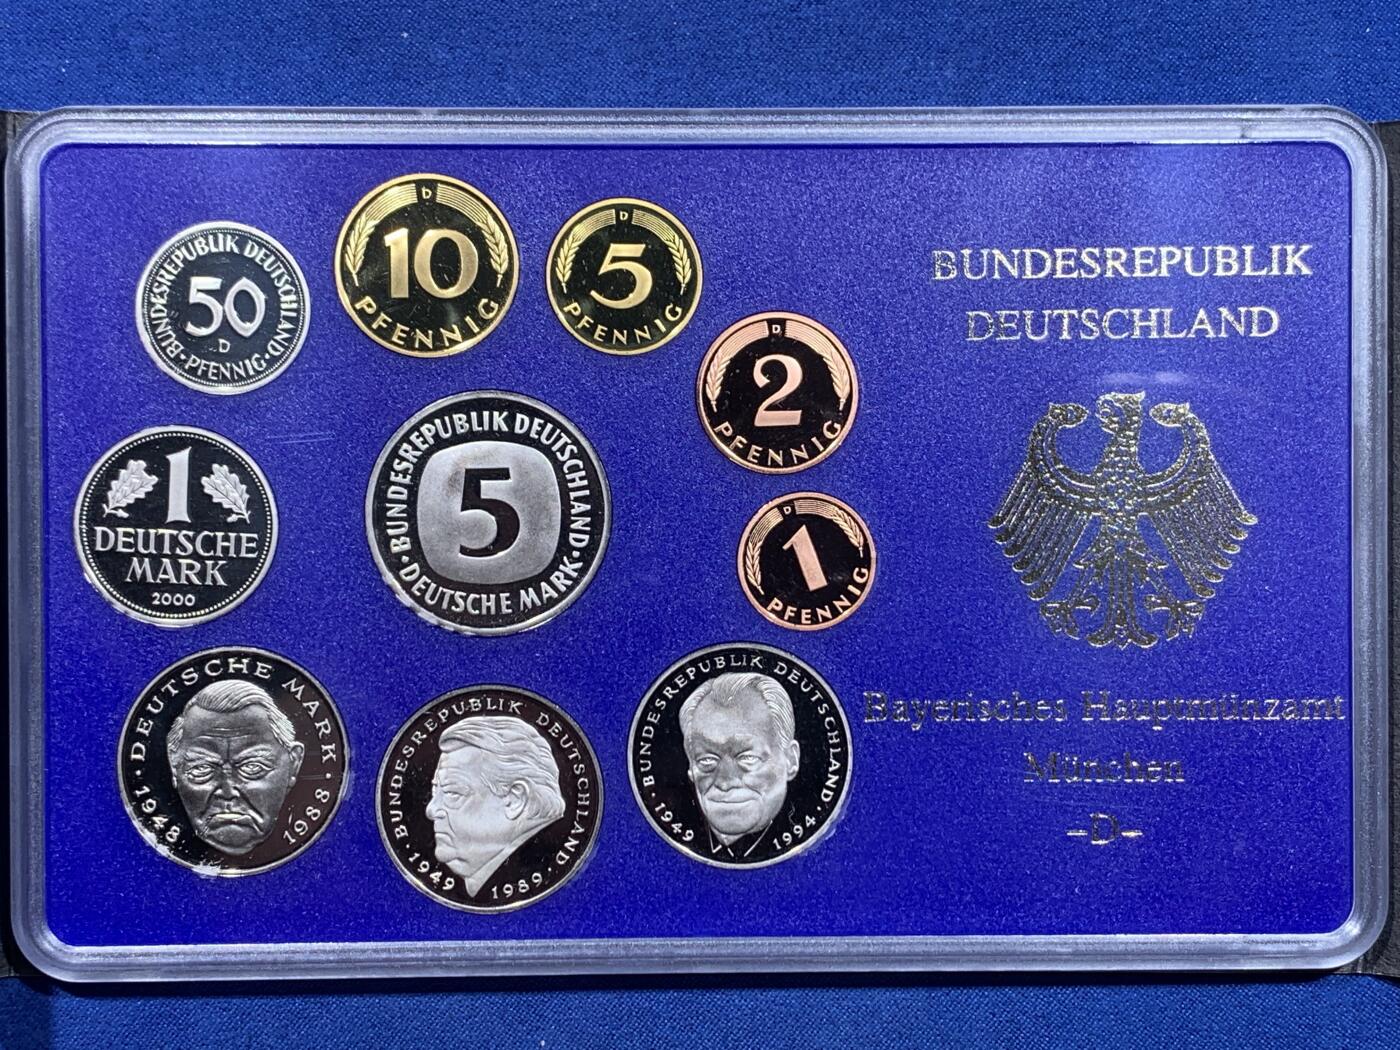 BUNDESREPUBLIK DEUTSCHLAND
50
D
PFENNIG
D
10
PFENNIG
D
5
PFENNIG
D
2
PFENNIG
D
1
PFENNIG
1
DEUTSCHE
MARK
2000
BUNDESREPUBLIK DEUTSCHLAND
5
DEUTSCHE MARK
DEUTSCHE MARK
1948 1988
BUNDESREPUBLIK DEUTSCHLAND
1949 1989
BUNDESREPUBLIK DEUTSCHLAND
1949 1994
BUNDESREPUBLIK
DEUTSCHLAND
Bayerisches Hauptmünzamt
München
-D-